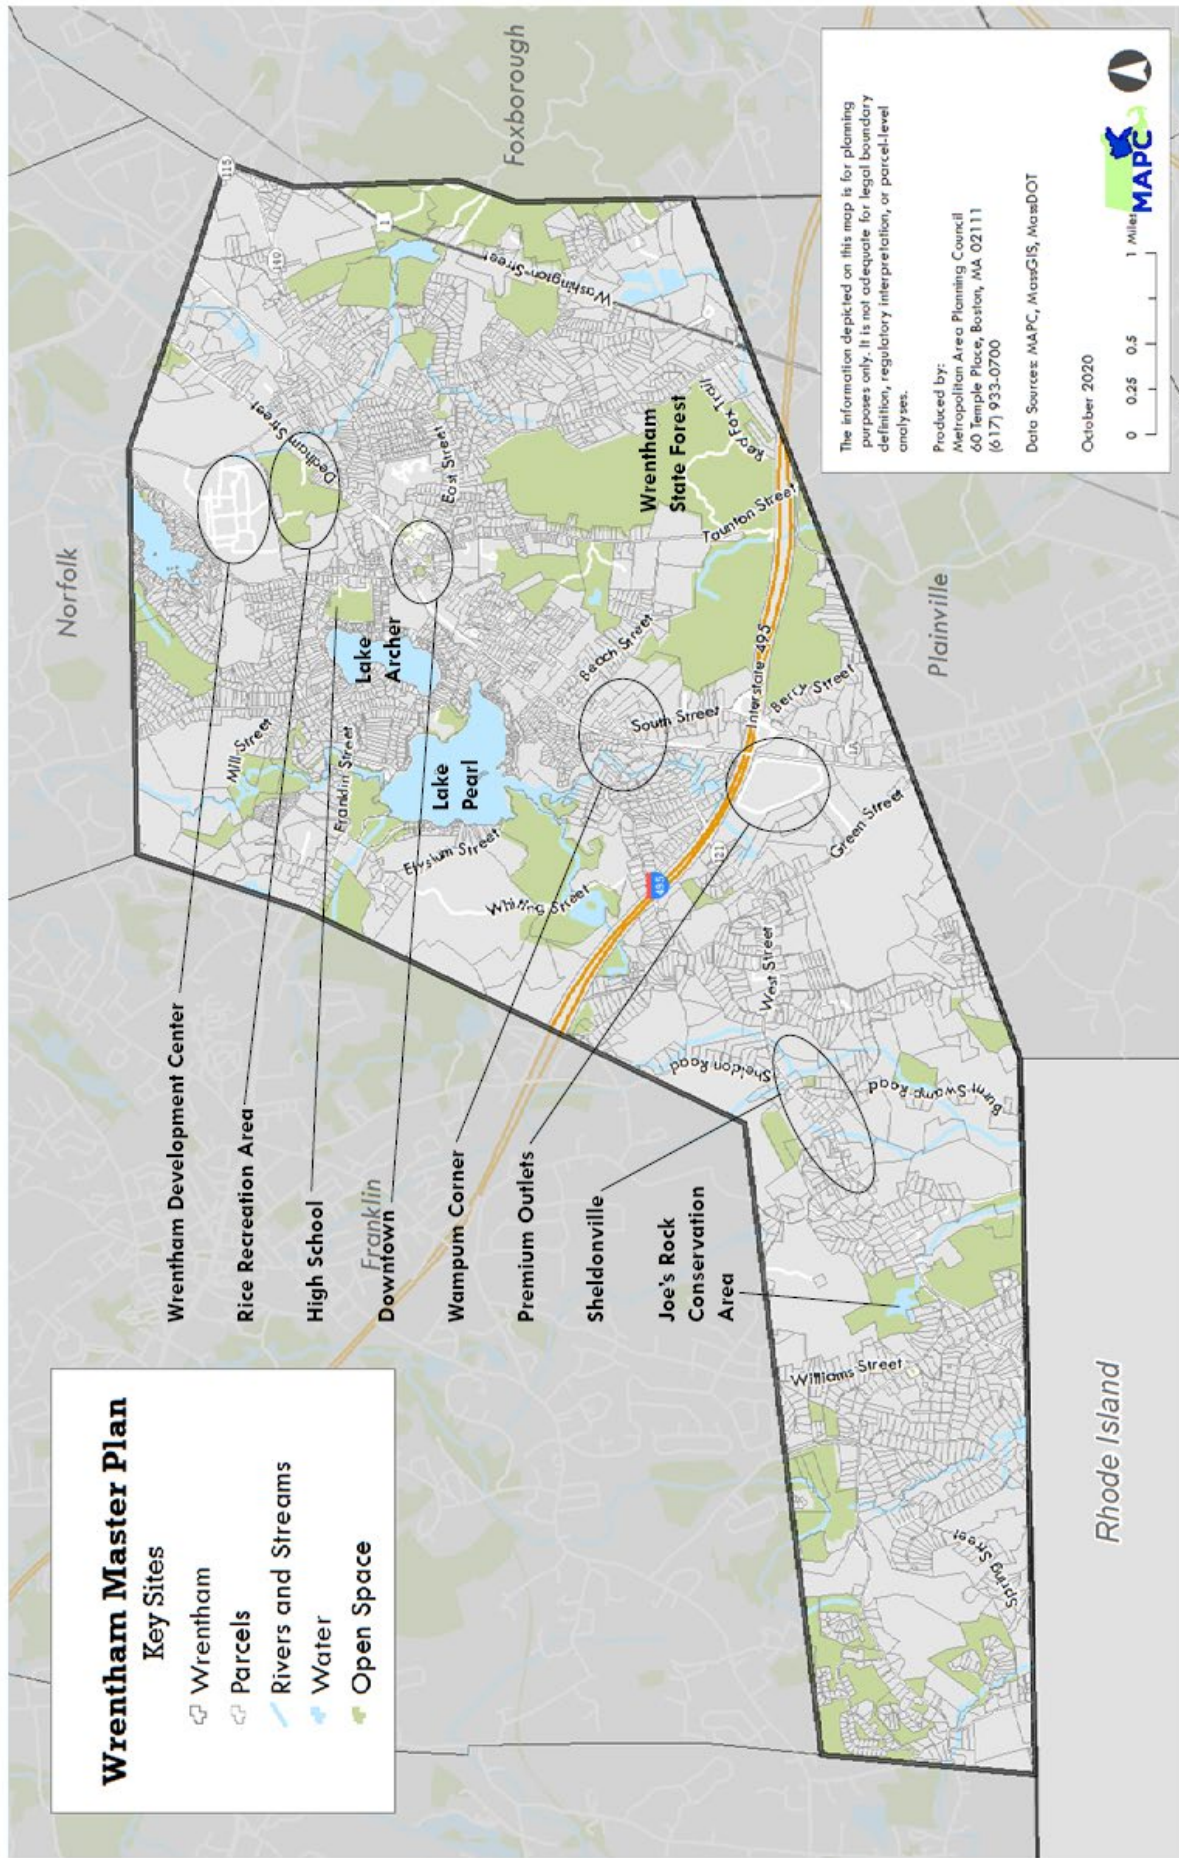 Wrentham Master Plan
Key Sites
Wrentham
Parcels
Rivers and Streams
Water
Open Space
Wrentham Development Center
Rice Recreation Area
High School
Franklin
Downtown
Wampum Corner
Premium Outlets
Sheldonville
Joe's Rock
Conservation
Area
Norfolk
Foxborough
Plainville
Rhode Island
115
140
1
Washington Street
Dedham Street
East Street
Lake
Archer
Lake
Pearl
Mill Street
Franklin Street
Elysium Street
Whiting Street
Beach Street
South Street
Wrentham
State Forest
Red Fox Trail
Taunton Street
Interstate 495
495
121
1A
Green Street
West Street
Sheldon Road
Burnt Swamp Road
Williams Street
Spring Street
The information depicted on this map is for planning
purposes only. It is not adequate for legal boundary
definition, regulatory interpretation, or parcel-level
analyses.
Produced by:
Metropolitan Area Planning Council
60 Temple Place, Boston, MA 02111
(617) 933-0700
Data Sources: MAPC, MassGIS, MassDOT
October 2020
0 0.25 0.5 1 Miles
MAPC